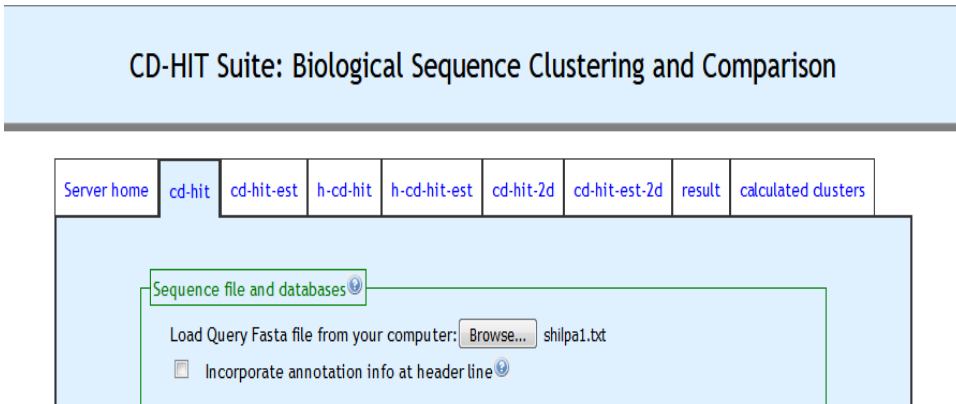 CD-HIT Suite: Biological Sequence Clustering and Comparison
Server home cd-hit cd-hit-est h-cd-hit h-cd-hit-est cd-hit-2d cd-hit-est-2d result calculated clusters
Sequence file and databases
Load Query Fasta file from your computer: Browse... shilpa1.txt
Incorporate annotation info at header line